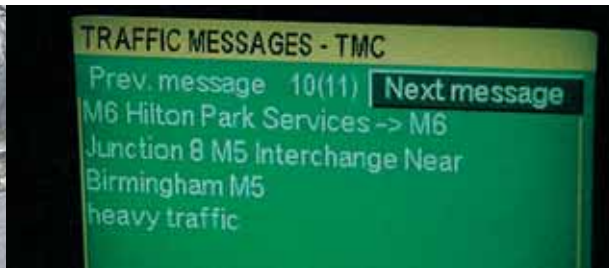 TRAFFIC MESSAGES - TMC
Prev. message 10(11) Next message
M6 Hilton Park Services -> M6
Junction 8 M5 Interchange Near
Birmingham M5
heavy traffic